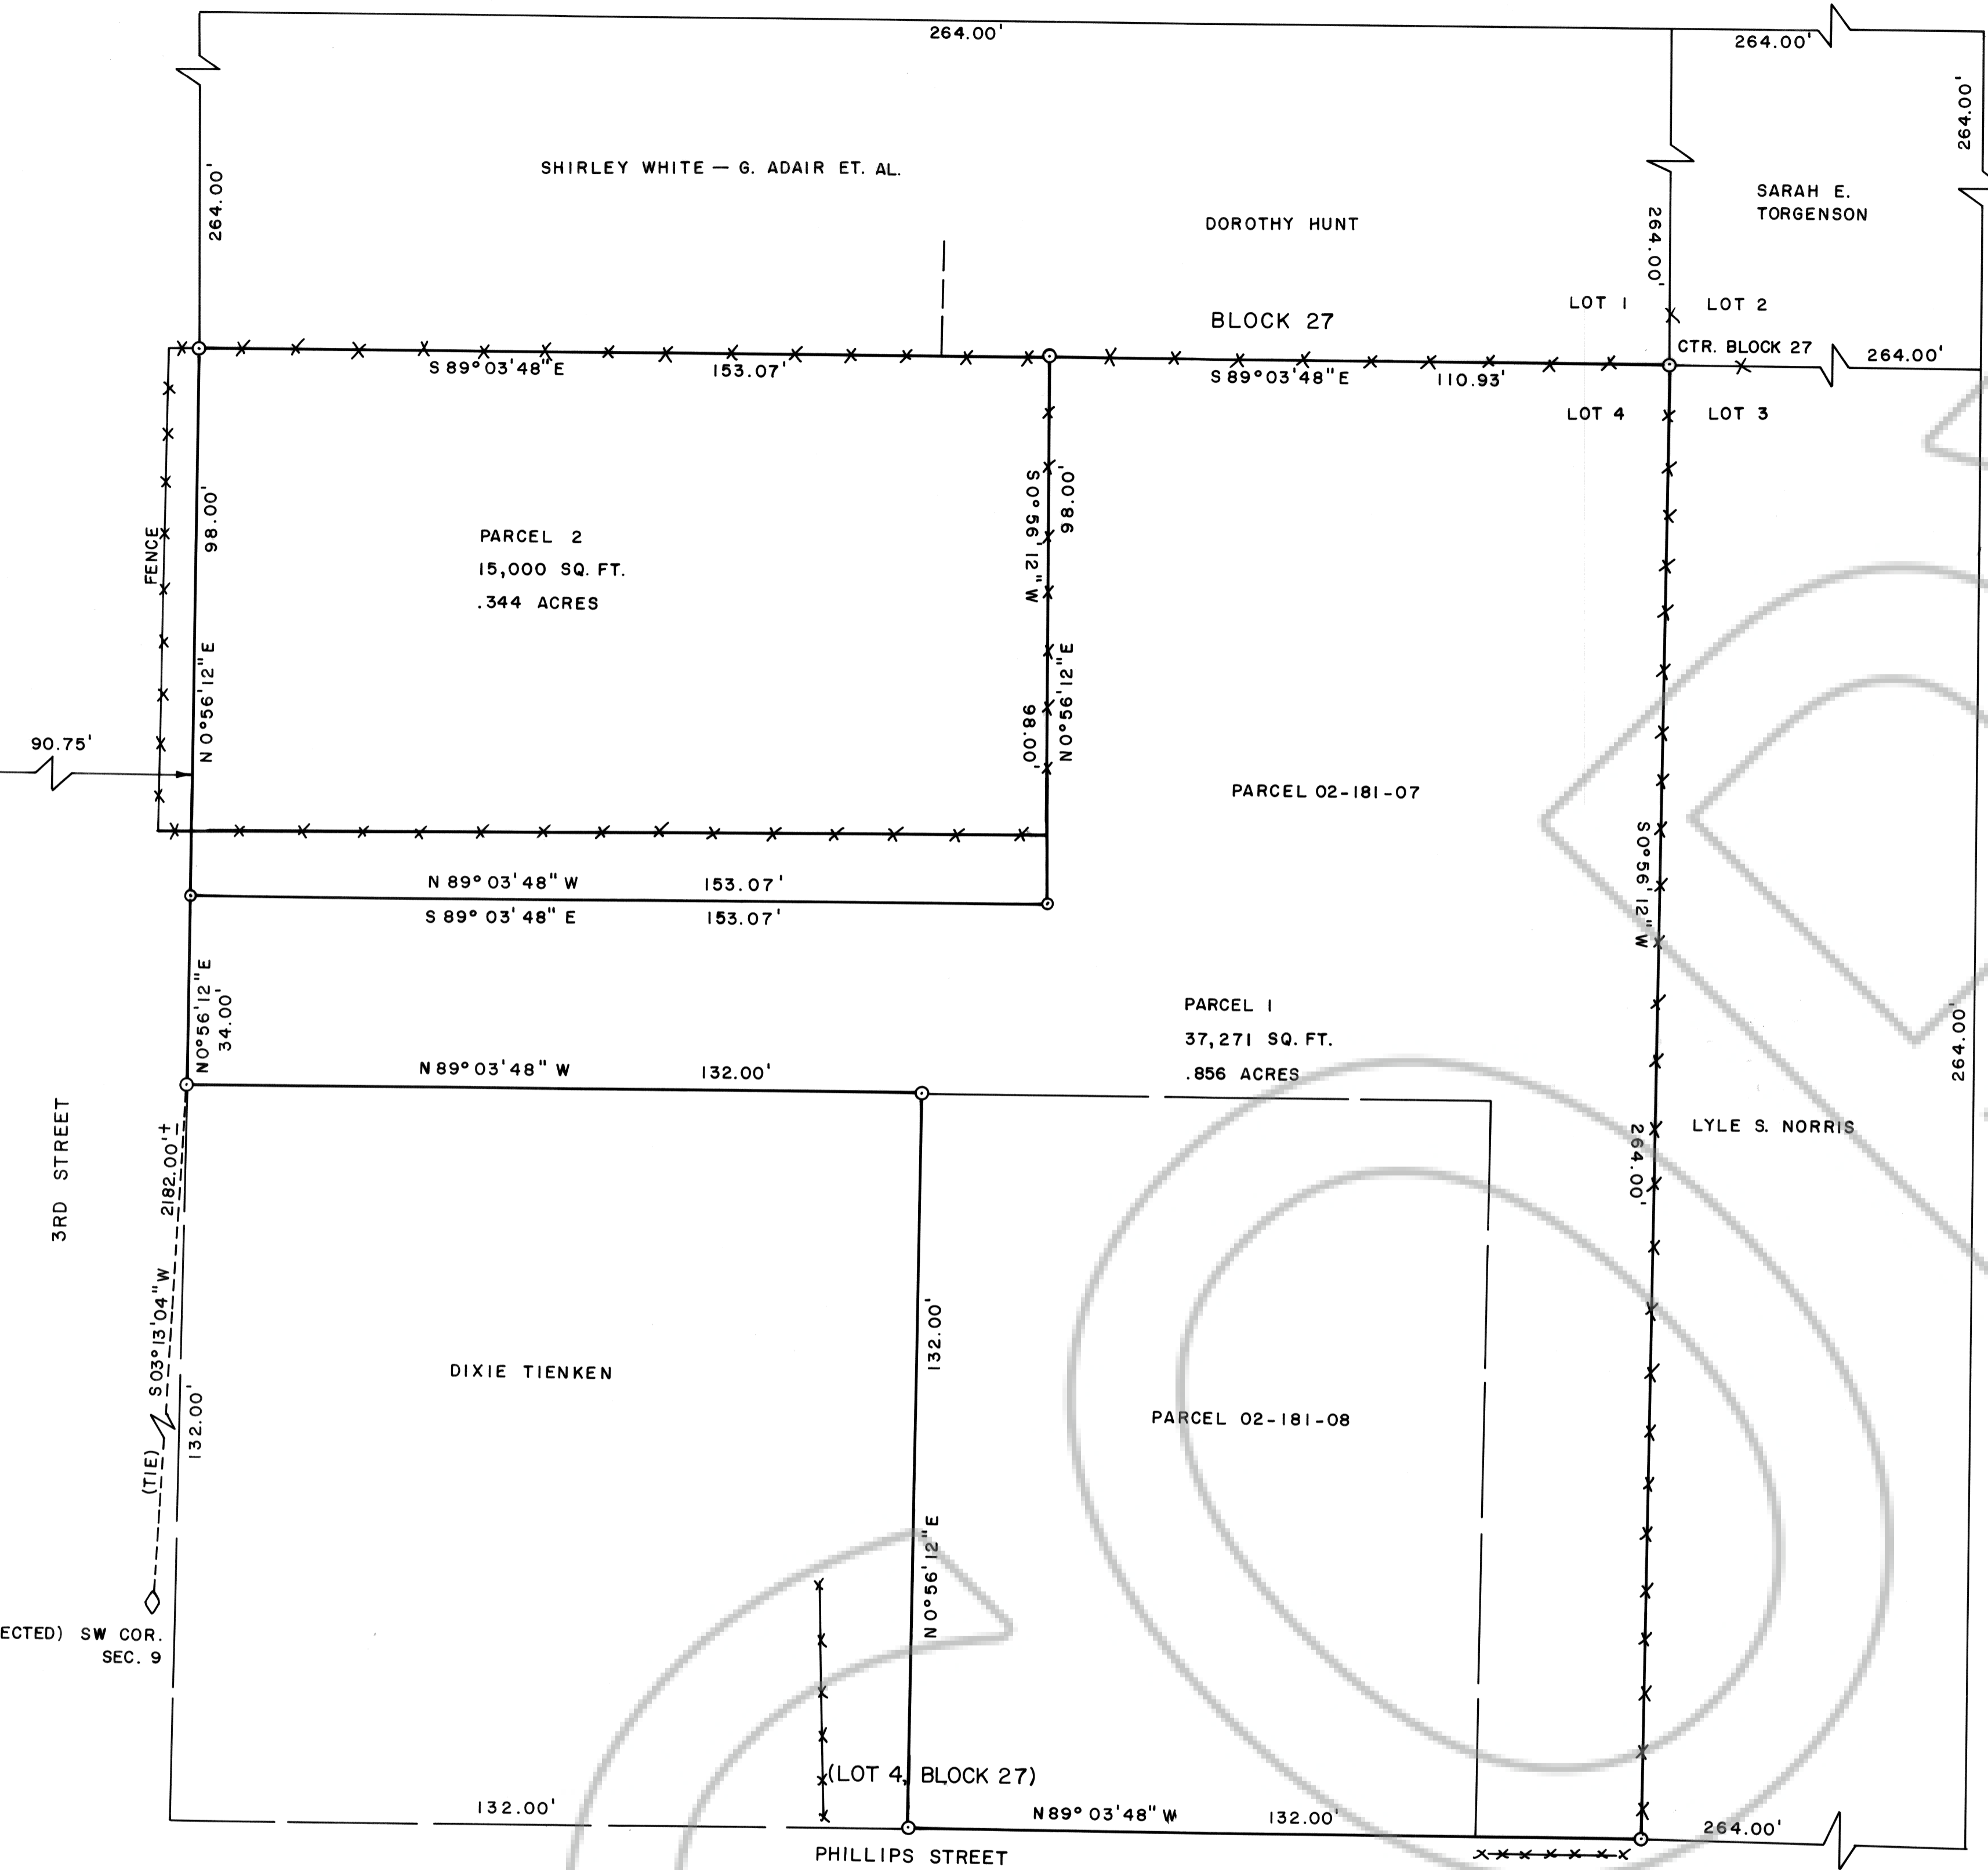 264.00'
264.00'
264.00'
264.00'
SHIRLEY WHITE — G. ADAIR ET. AL.
DOROTHY HUNT
SARAH E.
TORGENSON
264.00'
BLOCK 27
LOT 1
LOT 2
CTR. BLOCK 27
264.00'
S 89° 03' 48" E 153.07'
S 89° 03' 48" E 110.93'
LOT 4
LOT 3
FENCE
98.00'
N 0° 56' 12" E
PARCEL 2
15,000 SQ. FT.
.344 ACRES
S 0° 56' 12" W
98.00'
98.00'
N 0° 56' 12" E
90.75'
PARCEL 02-181-07
S 0° 56' 12" W
264.00'
N 89° 03' 48" W 153.07'
S 89° 03' 48" E 153.07'
N 0° 56' 12" E
34.00'
PARCEL 1
37,271 SQ. FT.
.856 ACRES
264.00'
N 89° 03' 48" W 132.00'
3RD STREET
LYLE S. NORRIS
(TIE) S 03° 13' 04" W 2182.00' ±
132.00'
DIXIE TIENKEN
132.00'
N 0° 56' 12" E
PARCEL 02-181-08
ECTED) SW COR.
SEC. 9
(LOT 4, BLOCK 27)
132.00'
N 89° 03' 48" W 132.00'
264.00'
PHILLIPS STREET